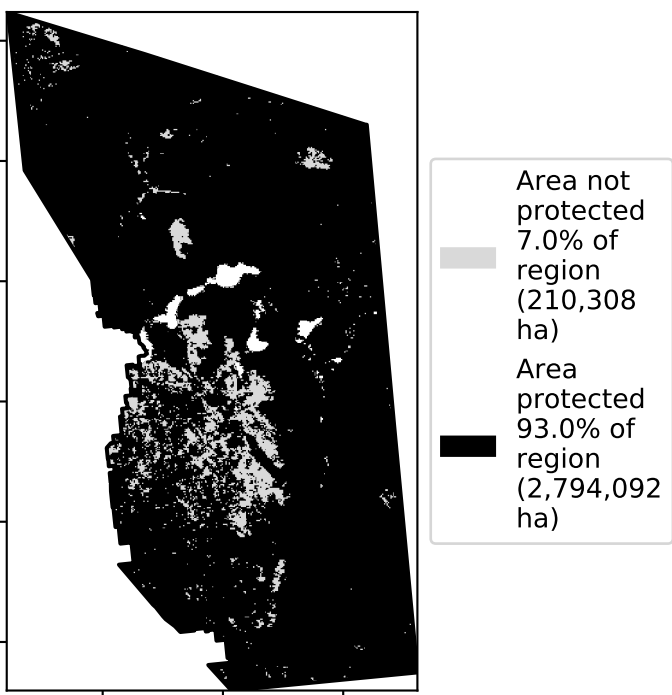 Area not
protected
7.0% of
region
(210,308
ha)
Area
protected
93.0% of
region
(2,794,092
ha)